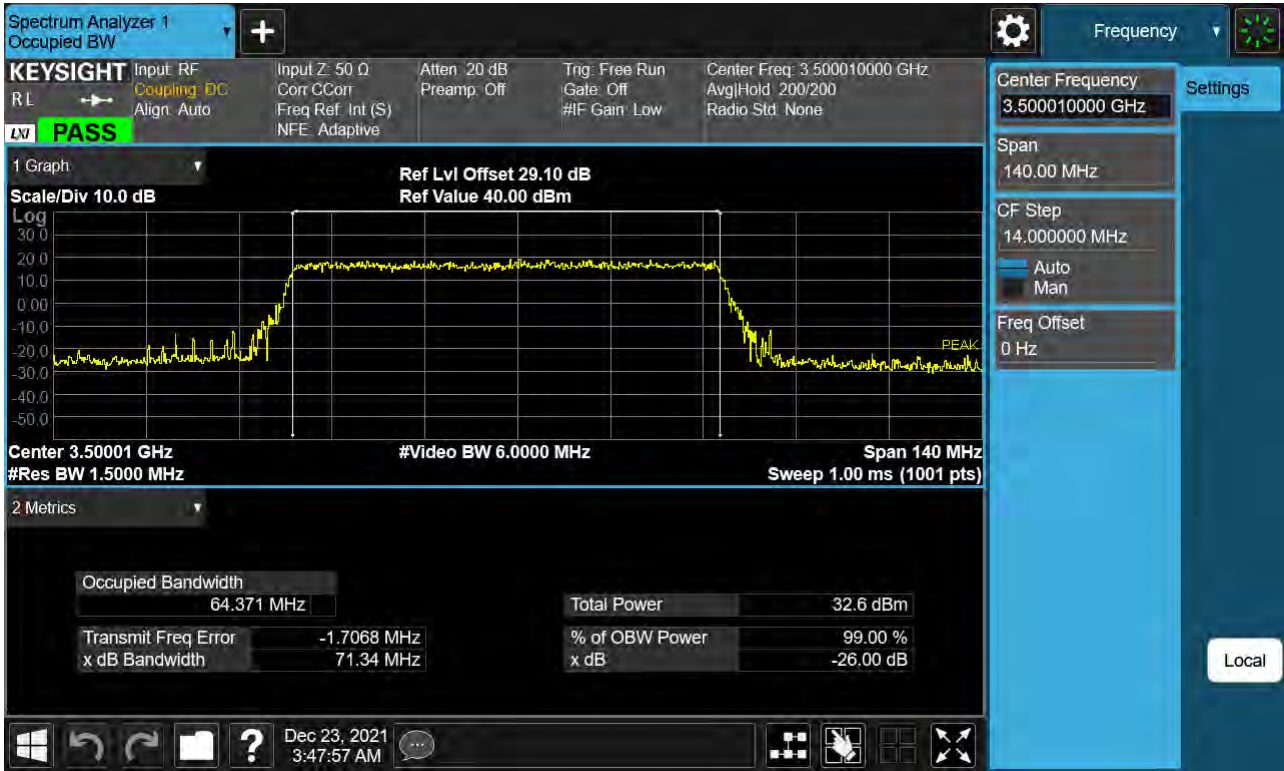 Spectrum Analyzer 1
Occupied BW
+
Frequency
KEYSIGHT
RL
LXI
PASS
Input: RF
Coupling: DC
Align: Auto
Input Z: 50 Ω
Corr CCorr
Freq Ref: Int (S)
NFE: Adaptive
Atten: 20 dB
Preamp: Off
Trig: Free Run
Gate: Off
#IF Gain: Low
Center Freq: 3.500010000 GHz
Avg|Hold: 200/200
Radio Std: None
Center Frequency
3.500010000 GHz
Settings
Span
140.00 MHz
CF Step
14.000000 MHz
Auto
Man
Freq Offset
0 Hz
1 Graph
Scale/Div 10.0 dB
Ref Lvl Offset 29.10 dB
Ref Value 40.00 dBm
Log
30.0
20.0
10.0
0.00
-10.0
-20.0
-30.0
-40.0
-50.0
PEAK
Center 3.50001 GHz
#Video BW 6.0000 MHz
Span 140 MHz
#Res BW 1.5000 MHz
Sweep 1.00 ms (1001 pts)
2 Metrics
Occupied Bandwidth
64.371 MHz
Total Power 32.6 dBm
Transmit Freq Error -1.7068 MHz
% of OBW Power 99.00 %
x dB Bandwidth 71.34 MHz
x dB -26.00 dB
Local
?
Dec 23, 2021
3:47:57 AM